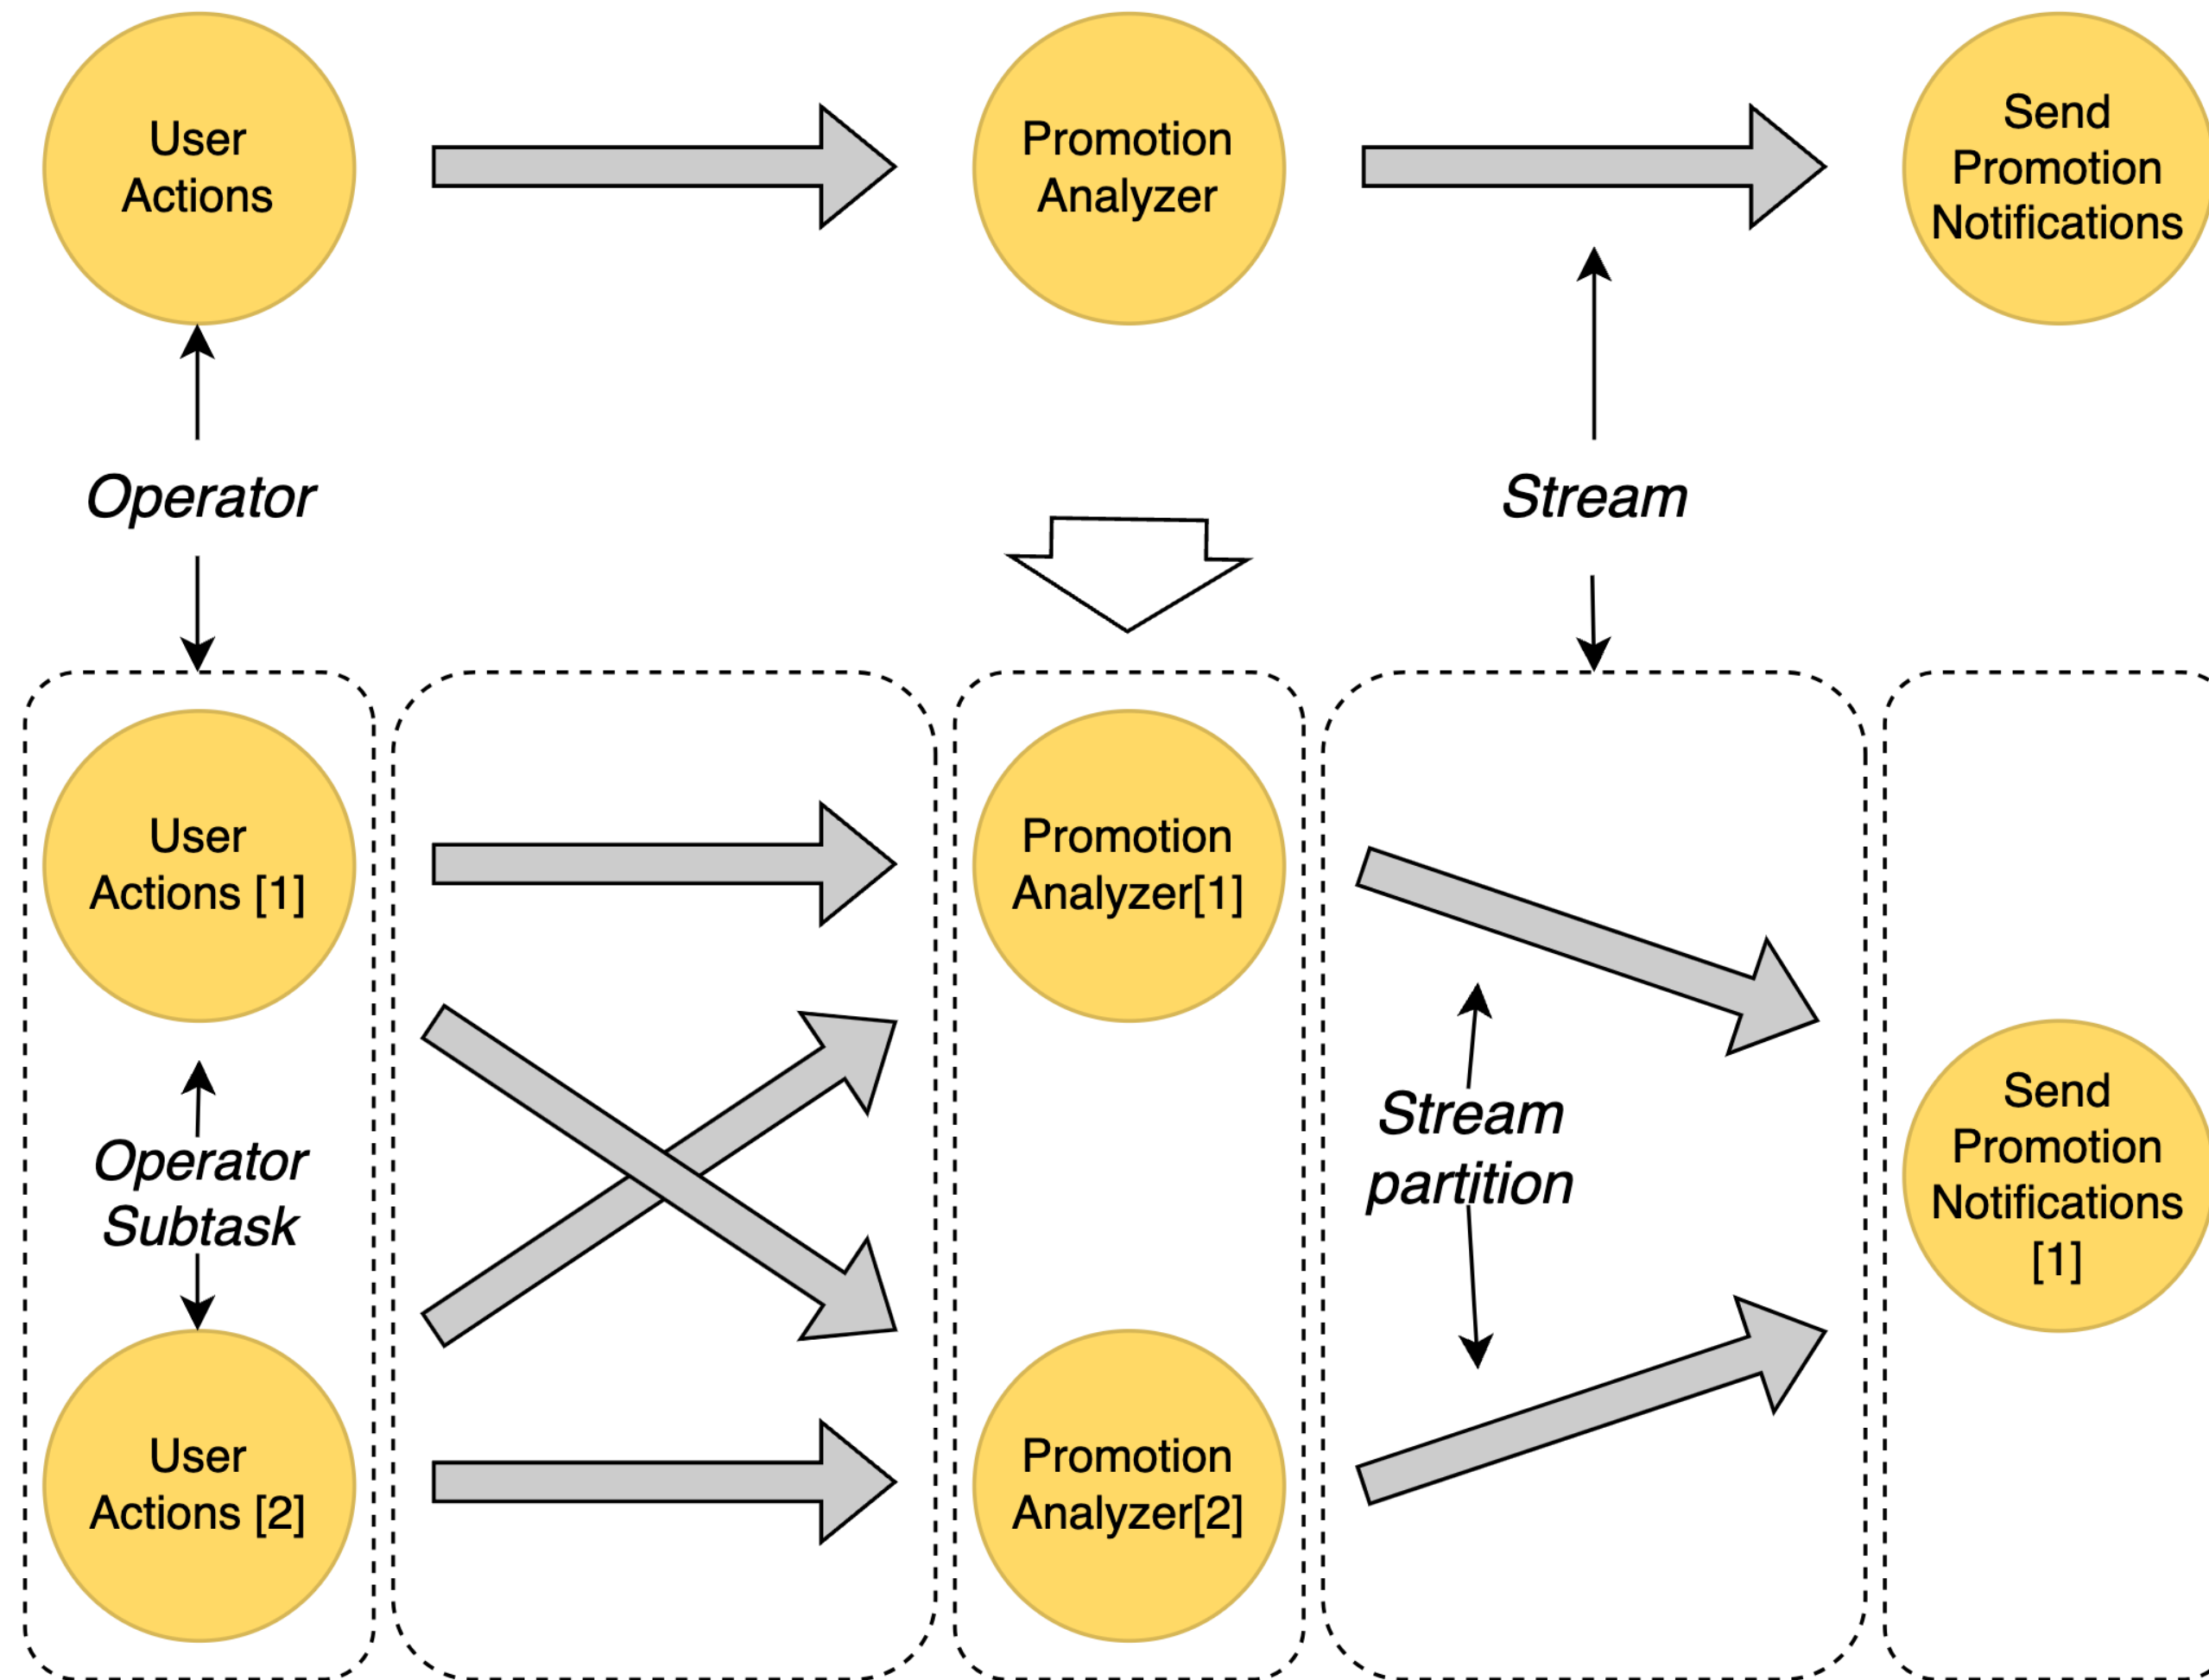 User
Actions
Promotion
Analyzer
Send
Promotion
Notifications
Operator
Stream
User
Actions [1]
Promotion
Analyzer[1]
Operator
Subtask
Stream
partition
Send
Promotion
Notifications
[1]
User
Actions [2]
Promotion
Analyzer[2]